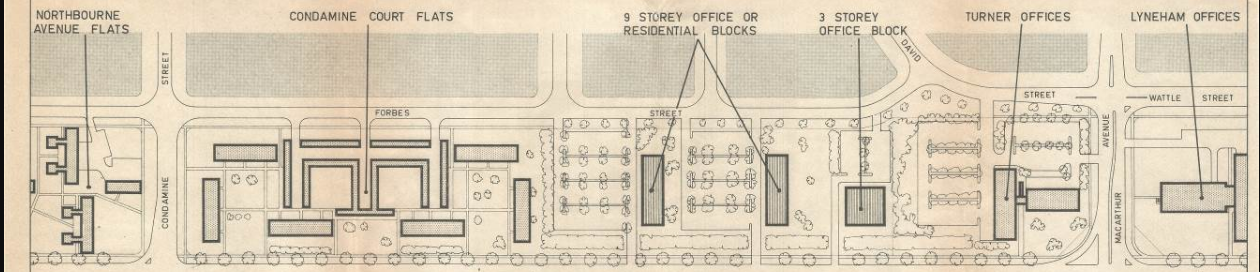 NORTHBOURNE
AVENUE FLATS
CONDAMINE COURT FLATS
9 STOREY OFFICE OR
RESIDENTIAL BLOCKS
3 STOREY
OFFICE BLOCK
TURNER OFFICES
LYNEHAM OFFICES
STREET
DAVID
FORBES
STREET
STREET
WATTLE STREET
CONDAMINE
AVENUE
MACARTHUR